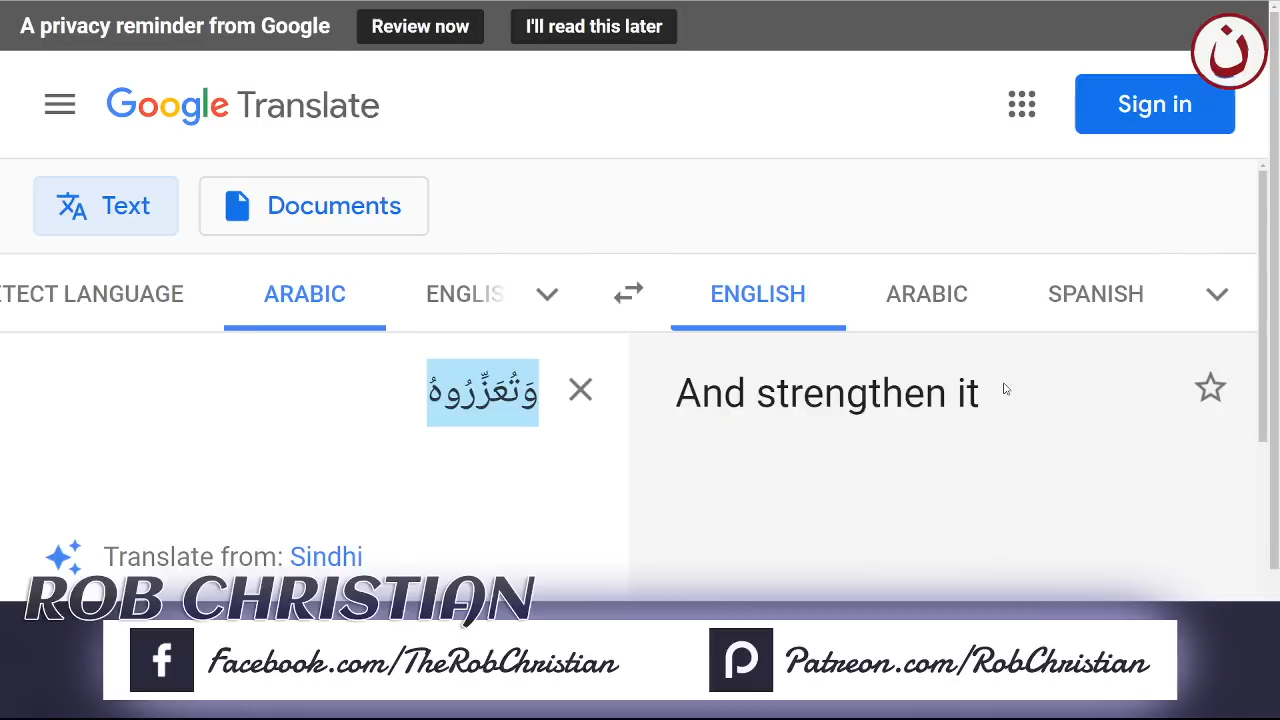 A privacy reminder from Google Review now I'll read this later
ن
Google Translate Sign in
Text Documents
ETECT LANGUAGE ARABIC ENGLIS ENGLISH ARABIC SPANISH
وَتُعَزِّرُوهُ And strengthen it
Translate from: Sindhi
ROB CHRISTIAN
Facebook.com/TheRobChristian Patreon.com/RobChristian